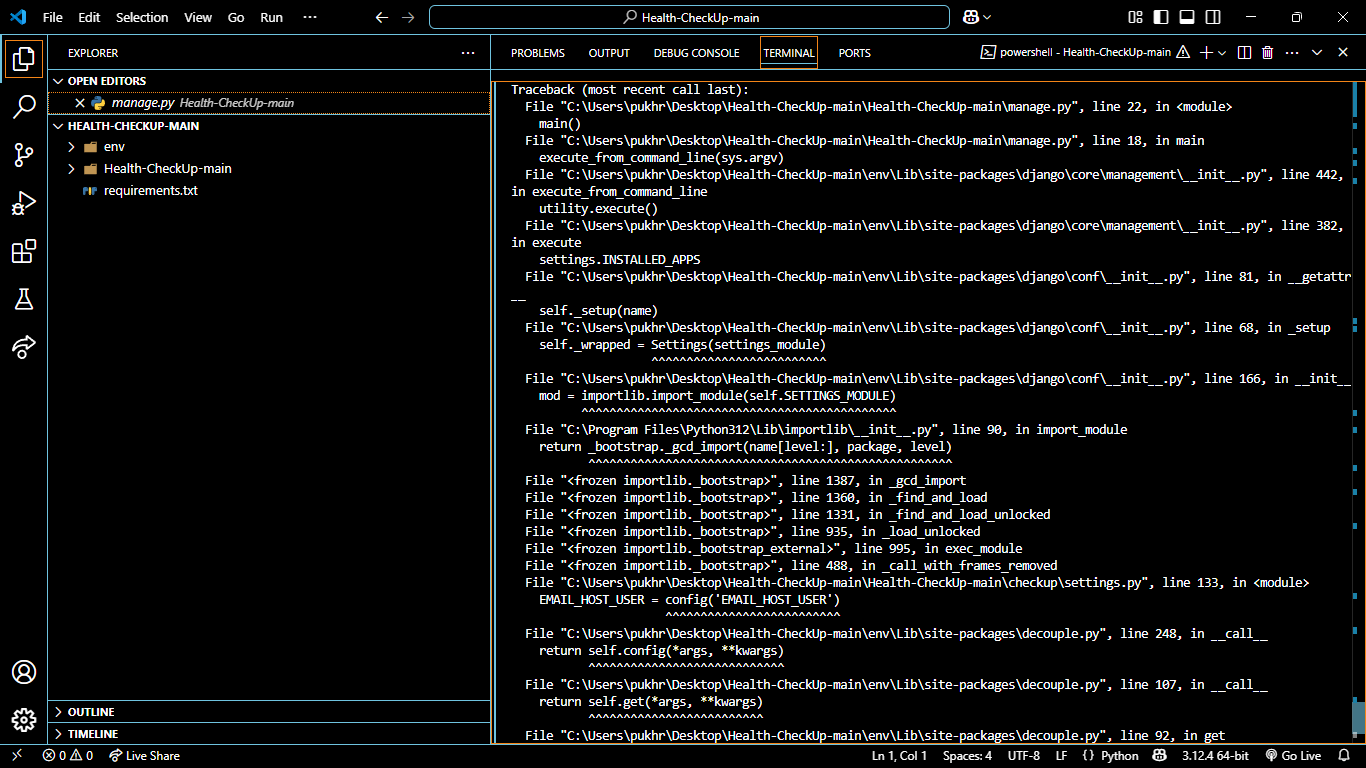 File Edit Selection View Go Run ··· Health-CheckUp-main
EXPLORER ···
OPEN EDITORS
manage.py Health-CheckUp-main
HEALTH-CHECKUP-MAIN
env
Health-CheckUp-main
requirements.txt
OUTLINE
TIMELINE
PROBLEMS OUTPUT DEBUG CONSOLE TERMINAL PORTS powershell - Health-CheckUp-main ···
Traceback (most recent call last):
File "C:\Users\pukhr\Desktop\Health-CheckUp-main\Health-CheckUp-main\manage.py", line 22, in <module>
main()
File "C:\Users\pukhr\Desktop\Health-CheckUp-main\Health-CheckUp-main\manage.py", line 18, in main
execute_from_command_line(sys.argv)
File "C:\Users\pukhr\Desktop\Health-CheckUp-main\env\Lib\site-packages\django\core\management\__init__.py", line 442,
in execute_from_command_line
utility.execute()
File "C:\Users\pukhr\Desktop\Health-CheckUp-main\env\Lib\site-packages\django\core\management\__init__.py", line 382,
in execute
settings.INSTALLED_APPS
File "C:\Users\pukhr\Desktop\Health-CheckUp-main\env\Lib\site-packages\django\conf\__init__.py", line 81, in __getattr
__
self._setup(name)
File "C:\Users\pukhr\Desktop\Health-CheckUp-main\env\Lib\site-packages\django\conf\__init__.py", line 68, in _setup
self._wrapped = Settings(settings_module)
^^^^^^^^^^^^^^^^^^^^^^^^^
File "C:\Users\pukhr\Desktop\Health-CheckUp-main\env\Lib\site-packages\django\conf\__init__.py", line 166, in __init__
mod = importlib.import_module(self.SETTINGS_MODULE)
^^^^^^^^^^^^^^^^^^^^^^^^^^^^^^^^^^^^^^^^^^^^^
File "C:\Program Files\Python312\Lib\importlib\__init__.py", line 90, in import_module
return _bootstrap._gcd_import(name[level:], package, level)
^^^^^^^^^^^^^^^^^^^^^^^^^^^^^^^^^^^^^^^^^^^^^^^^^^^^
File "<frozen importlib._bootstrap>", line 1387, in _gcd_import
File "<frozen importlib._bootstrap>", line 1360, in _find_and_load
File "<frozen importlib._bootstrap>", line 1331, in _find_and_load_unlocked
File "<frozen importlib._bootstrap>", line 935, in _load_unlocked
File "<frozen importlib._bootstrap_external>", line 995, in exec_module
File "<frozen importlib._bootstrap>", line 488, in _call_with_frames_removed
File "C:\Users\pukhr\Desktop\Health-CheckUp-main\Health-CheckUp-main\checkup\settings.py", line 133, in <module>
EMAIL_HOST_USER = config('EMAIL_HOST_USER')
^^^^^^^^^^^^^^^^^^^^^^^^^
File "C:\Users\pukhr\Desktop\Health-CheckUp-main\env\Lib\site-packages\decouple.py", line 248, in __call__
return self.config(*args, **kwargs)
^^^^^^^^^^^^^^^^^^^^^^^^^^^^
File "C:\Users\pukhr\Desktop\Health-CheckUp-main\env\Lib\site-packages\decouple.py", line 107, in __call__
return self.get(*args, **kwargs)
^^^^^^^^^^^^^^^^^^^^^^^^^
File "C:\Users\pukhr\Desktop\Health-CheckUp-main\env\Lib\site-packages\decouple.py", line 92, in get
0 0 Live Share Ln 1, Col 1 Spaces: 4 UTF-8 LF {} Python 3.12.4 64-bit Go Live